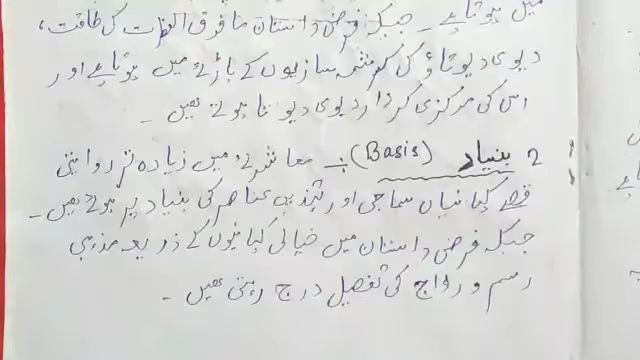 میں ہوتا ہے ۔ جبکہ فرضی داستان مافوق الفطرت کی طاقت،
دیوی دیوتاؤں کی کرشمہ سازیوں کے بارے میں ہوتا ہے اور
اس کی مرکزی کردار دیوی دیوتا ہوتے ہیں ۔
2 بنیاد (Basis) :۔ معاشرے میں زیادہ تر روایتی
قصے کہانیاں سماجی اور تہذیبی عناصر کی بنیاد پر ہوتے ہیں ۔
جبکہ فرضی داستان میں خیالی کہانیوں کے ذریعہ مذہبی
رسم و رواج کی تفصیل درج رہتی ہیں ۔